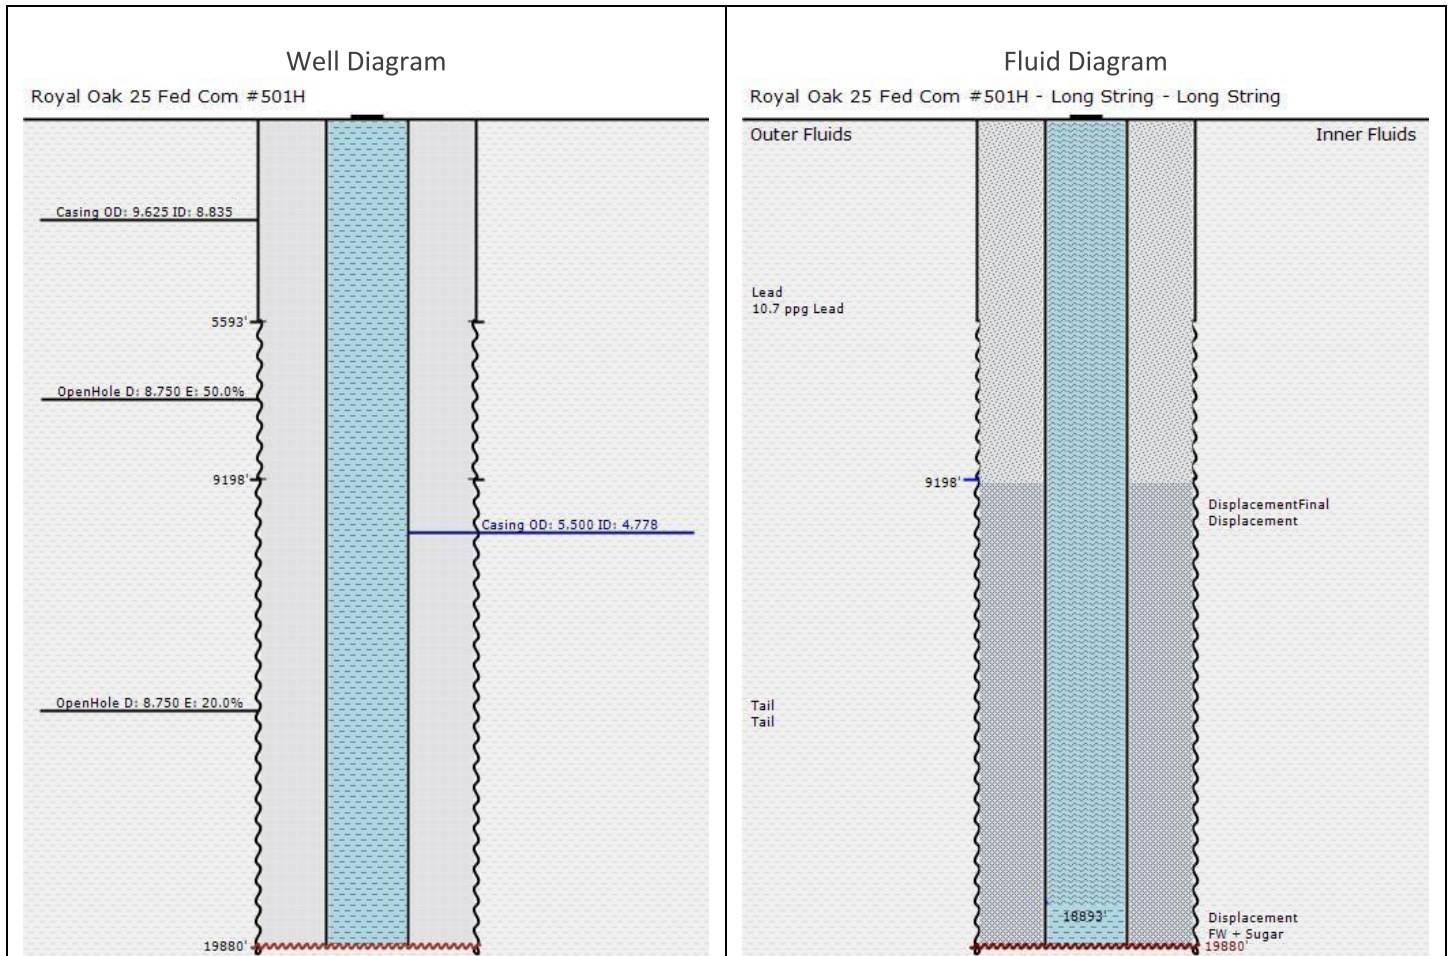 Well Diagram
Royal Oak 25 Fed Com #501H
Casing OD: 9.625 ID: 8.835
5593'
OpenHole D: 8.750 E: 50.0%
9198'
Casing OD: 5.500 ID: 4.778
OpenHole D: 8.750 E: 20.0%
19880'
Fluid Diagram
Royal Oak 25 Fed Com #501H - Long String - Long String
Outer Fluids
Inner Fluids
Lead
10.7 ppg Lead
9198'
DisplacementFinal
Displacement
Tail
Tail
18893'
Displacement
FW + Sugar
19880'